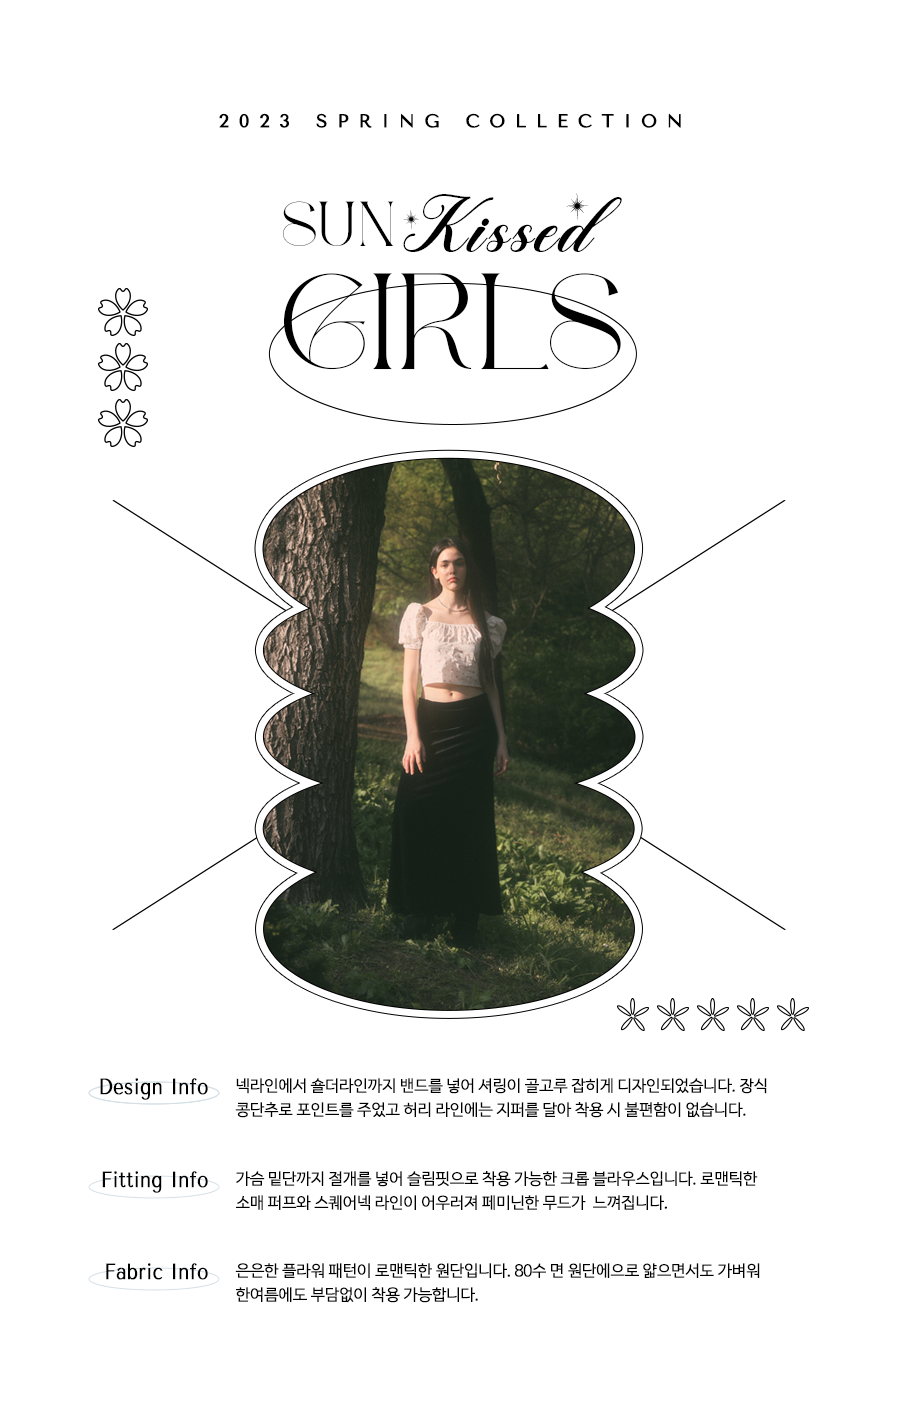 2023 SPRING COLLECTION
SUN Kissed
GIRLS
Design Info
넥라인에서 숄더라인까지 밴드를 넣어 셔링이 골고루 잡히게 디자인되었습니다. 장식
콩단추로 포인트를 주었고 허리 라인에는 지퍼를 달아 착용 시 불편함이 없습니다.
Fitting Info
가슴 밑단까지 절개를 넣어 슬림핏으로 착용 가능한 크롭 블라우스입니다. 로맨틱한
소매 퍼프와 스퀘어넥 라인이 어우러져 페미닌한 무드가 느껴집니다.
Fabric Info
은은한 플라워 패턴이 로맨틱한 원단입니다. 80수 면 원단에으로 얇으면서도 가벼워
한여름에도 부담없이 착용 가능합니다.